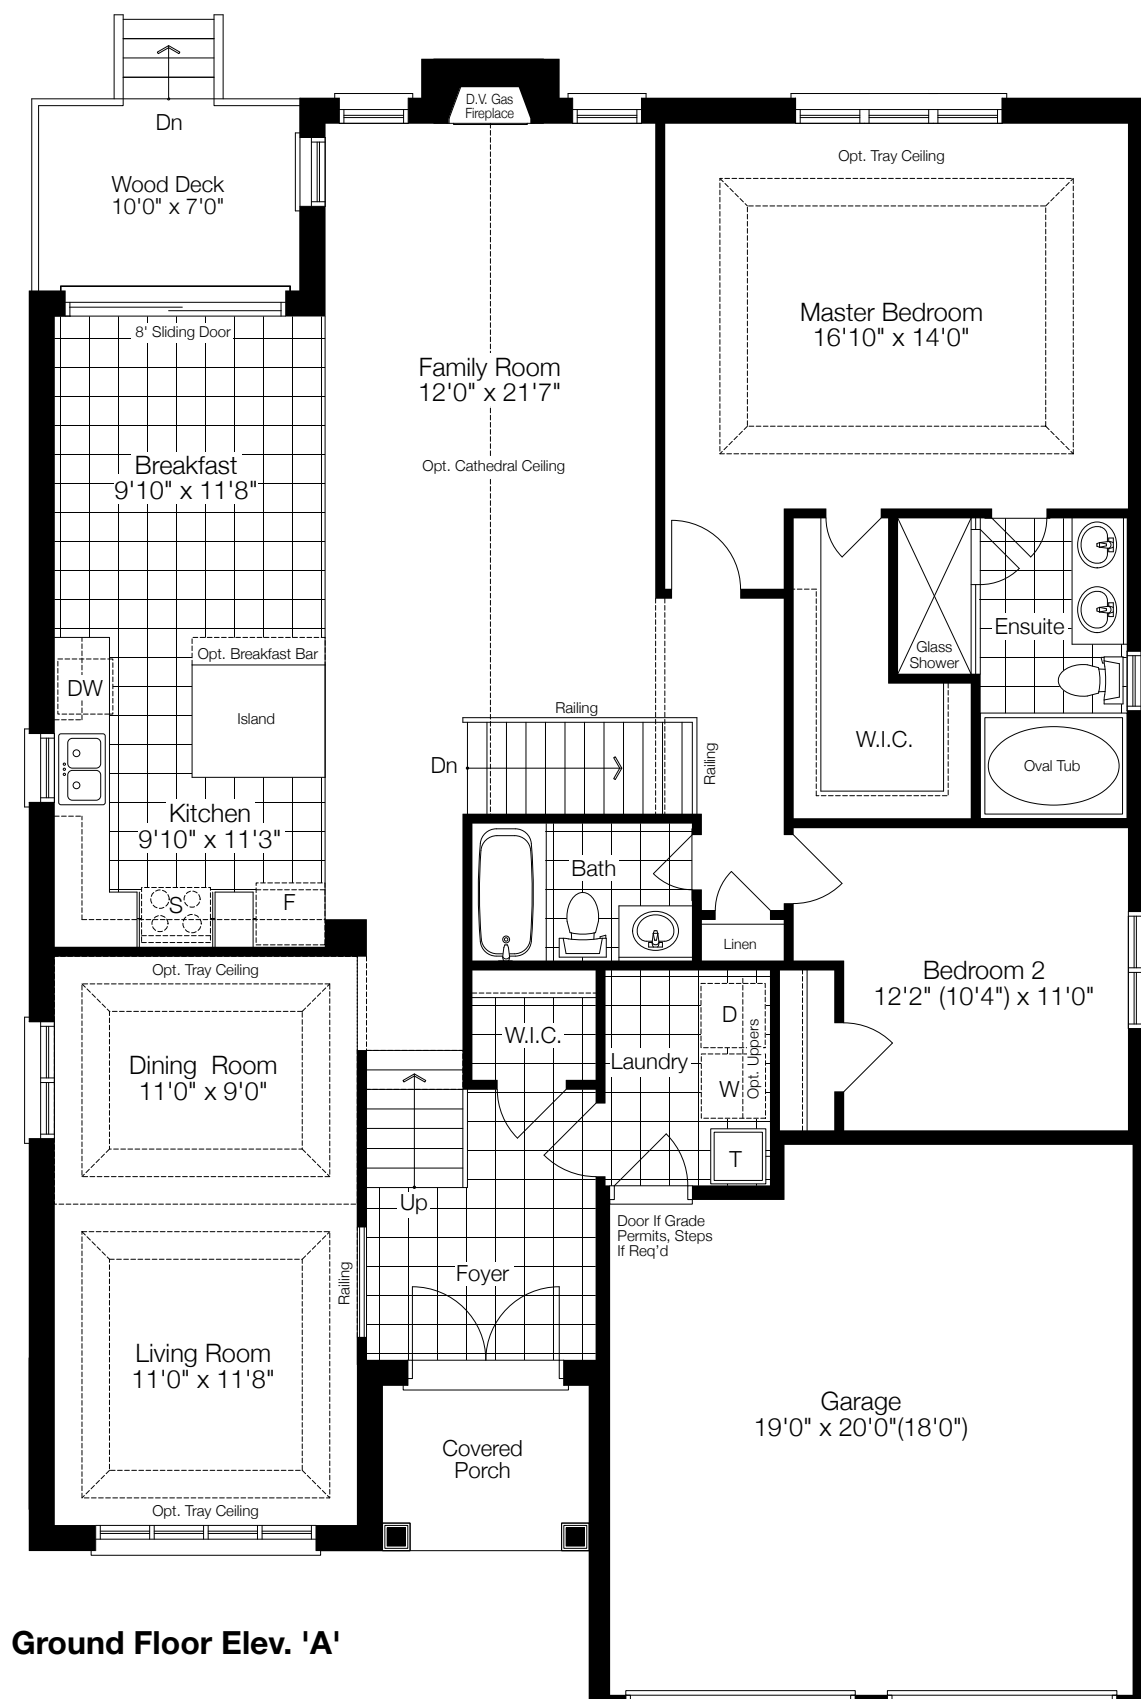 D.V. Gas
Fireplace
Dn
Wood Deck
10'0" x 7'0"
Opt. Tray Ceiling
8' Sliding Door
Master Bedroom
16'10" x 14'0"
Family Room
12'0" x 21'7"
Breakfast
9'10" x 11'8"
Opt. Cathedral Ceiling
Ensuite
Glass
Shower
Opt. Breakfast Bar
DW
Island
Railing
Railing
Dn
W.I.C.
Oval Tub
Kitchen
9'10" x 11'3"
Bath
S
F
Linen
Opt. Tray Ceiling
Bedroom 2
12'2" (10'4") x 11'0"
Dining Room
11'0" x 9'0"
W.I.C.
Laundry
D
W
Opt. Uppers
T
Up
Door If Grade
Permits, Steps
If Req'd
Foyer
Railing
Living Room
11'0" x 11'8"
Garage
19'0" x 20'0"(18'0")
Covered
Porch
Opt. Tray Ceiling
Ground Floor Elev. 'A'